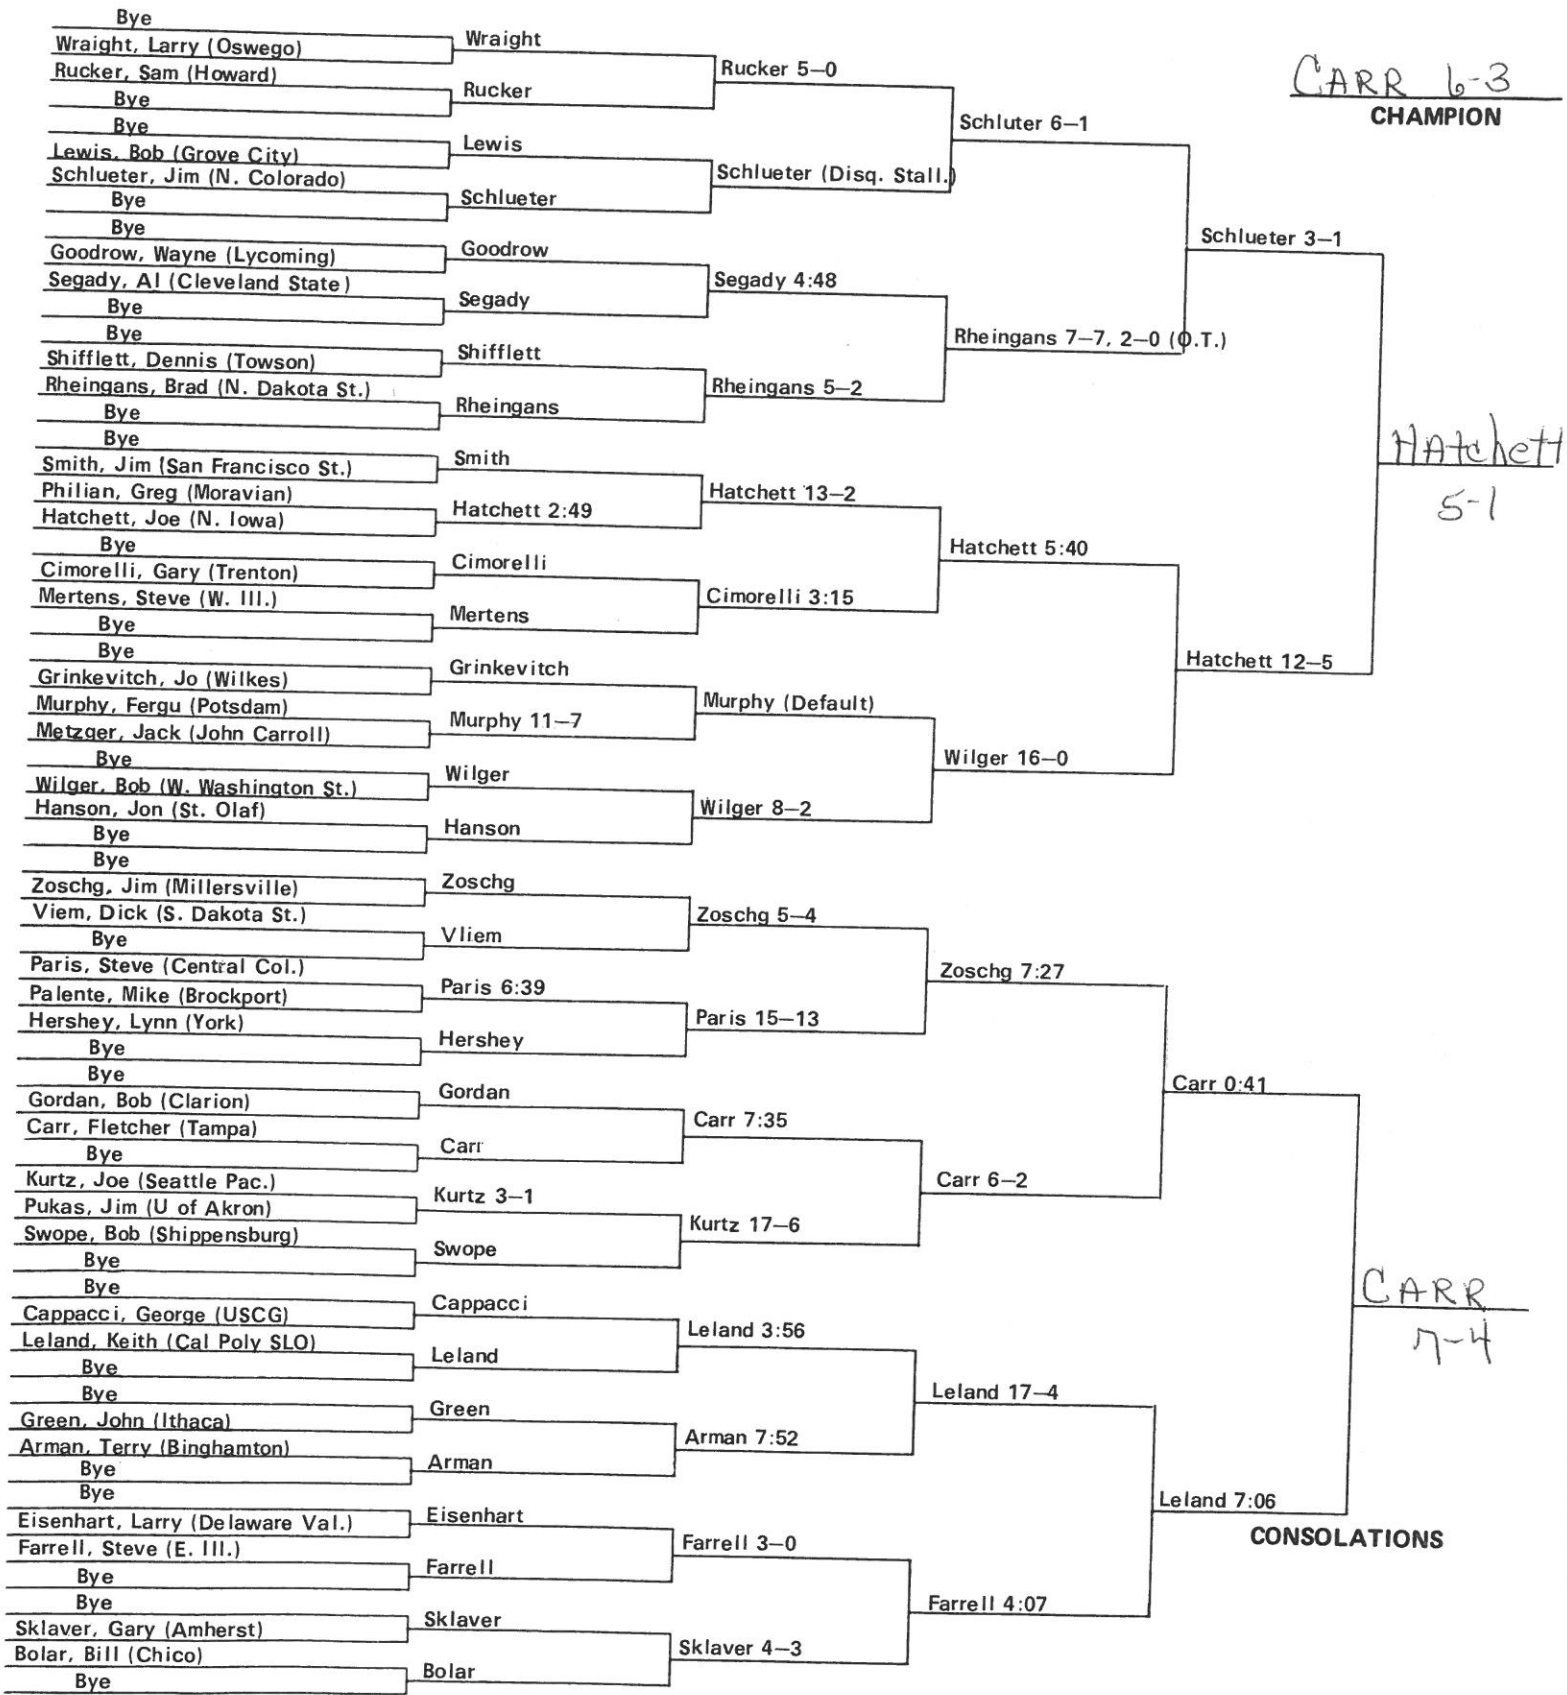 Bye
Wraight, Larry (Oswego)
Rucker, Sam (Howard)
Bye
Bye
Lewis, Bob (Grove City)
Schlueter, Jim (N. Colorado)
Bye
Bye
Goodrow, Wayne (Lycoming)
Segady, Al (Cleveland State)
Bye
Bye
Shifflett, Dennis (Towson)
Rheingans, Brad (N. Dakota St.)
Bye
Bye
Smith, Jim (San Francisco St.)
Philian, Greg (Moravian)
Hatchett, Joe (N. Iowa)
Bye
Cimorelli, Gary (Trenton)
Mertens, Steve (W. Ill.)
Bye
Bye
Grinkevitch, Jo (Wilkes)
Murphy, Fergu (Potsdam)
Metzger, Jack (John Carroll)
Bye
Wilger, Bob (W. Washington St.)
Hanson, Jon (St. Olaf)
Bye
Bye
Zoschg, Jim (Millersville)
Viem, Dick (S. Dakota St.)
Bye
Paris, Steve (Central Col.)
Palente, Mike (Brockport)
Hershey, Lynn (York)
Bye
Bye
Gordan, Bob (Clarion)
Carr, Fletcher (Tampa)
Bye
Kurtz, Joe (Seattle Pac.)
Pukas, Jim (U of Akron)
Swope, Bob (Shippensburg)
Bye
Bye
Cappacci, George (USCG)
Leland, Keith (Cal Poly SLO)
Bye
Bye
Green, John (Ithaca)
Arman, Terry (Binghamton)
Bye
Bye
Eisenhart, Larry (Delaware Val.)
Farrell, Steve (E. Ill.)
Bye
Bye
Sklaver, Gary (Amherst)
Bolar, Bill (Chico)
Bye
Wraight
Rucker
Lewis
Schlueter
Goodrow
Segady
Shifflett
Rheingans
Smith
Hatchett 2:49
Cimorelli
Mertens
Grinkevitch
Murphy 11–7
Wilger
Hanson
Zoschg
Vliem
Paris 6:39
Hershey
Gordan
Carr
Kurtz 3–1
Swope
Cappacci
Leland
Green
Arman
Eisenhart
Farrell
Sklaver
Bolar
Rucker 5–0
Schlueter (Disq. Stall.)
Segady 4:48
Rheingans 5–2
Hatchett 13–2
Cimorelli 3:15
Murphy (Default)
Wilger 8–2
Zoschg 5–4
Paris 15–13
Carr 7:35
Kurtz 17–6
Leland 3:56
Arman 7:52
Farrell 3–0
Sklaver 4–3
Schluter 6–1
Rheingans 7–7, 2–0 (O.T.)
Hatchett 5:40
Wilger 16–0
Zoschg 7:27
Carr 6–2
Leland 17–4
Farrell 4:07
Schlueter 3–1
Hatchett 12–5
Carr 0:41
Leland 7:06
HAtchett
5-1
CARR
7-4
CARR 6-3
CHAMPION
CONSOLATIONS